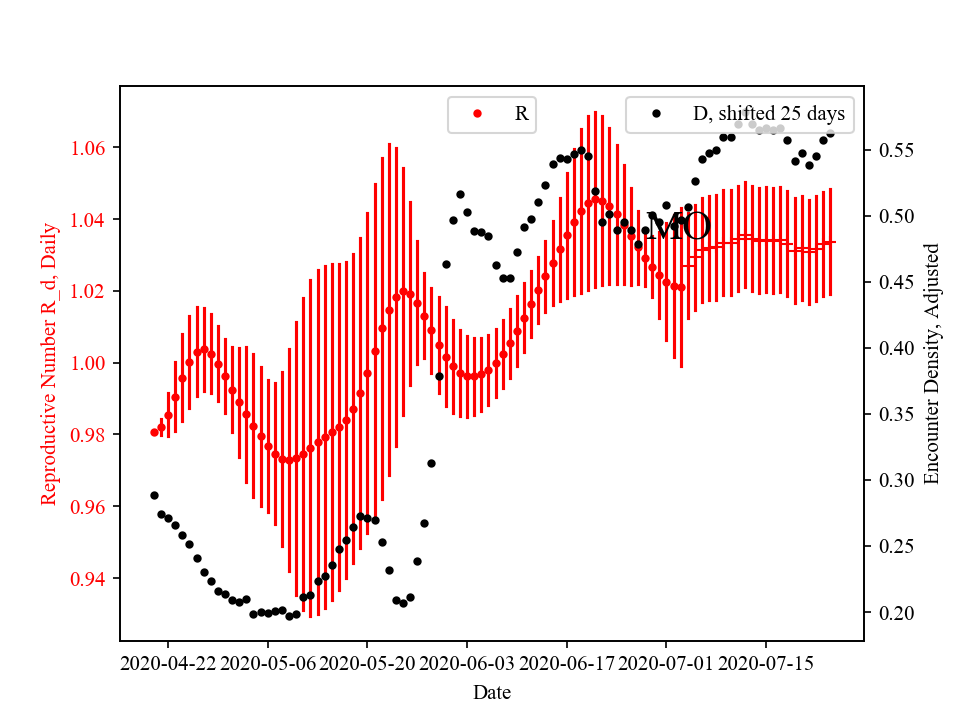 R
D, shifted 25 days
MO
Reproductive Number R_d, Daily
1.06
1.04
1.02
1.00
0.98
0.96
0.94
Encounter Density, Adjusted
0.55
0.50
0.45
0.40
0.35
0.30
0.25
0.20
2020-04-22 2020-05-06 2020-05-20 2020-06-03 2020-06-17 2020-07-01 2020-07-15
Date